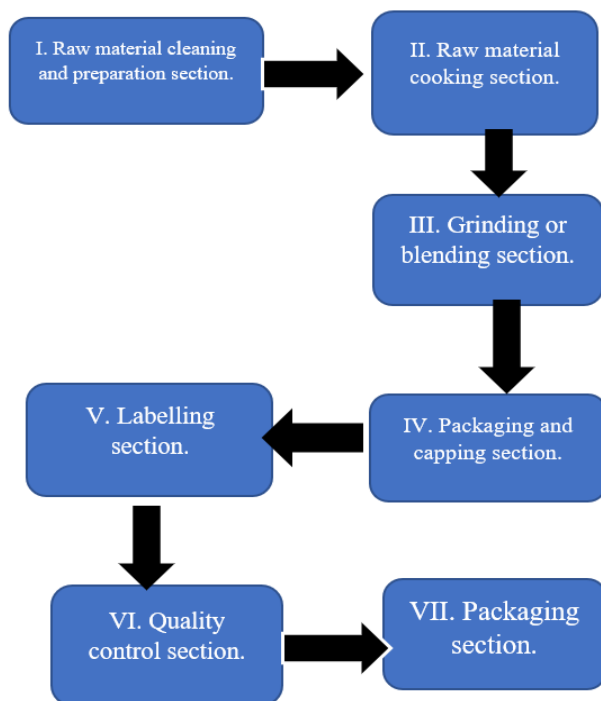 I. Raw material cleaning
and preparation section.
II. Raw material
cooking section.
III. Grinding or
blending section.
IV. Packaging and
capping section.
V. Labelling
section.
VI. Quality
control section.
VII. Packaging
section.